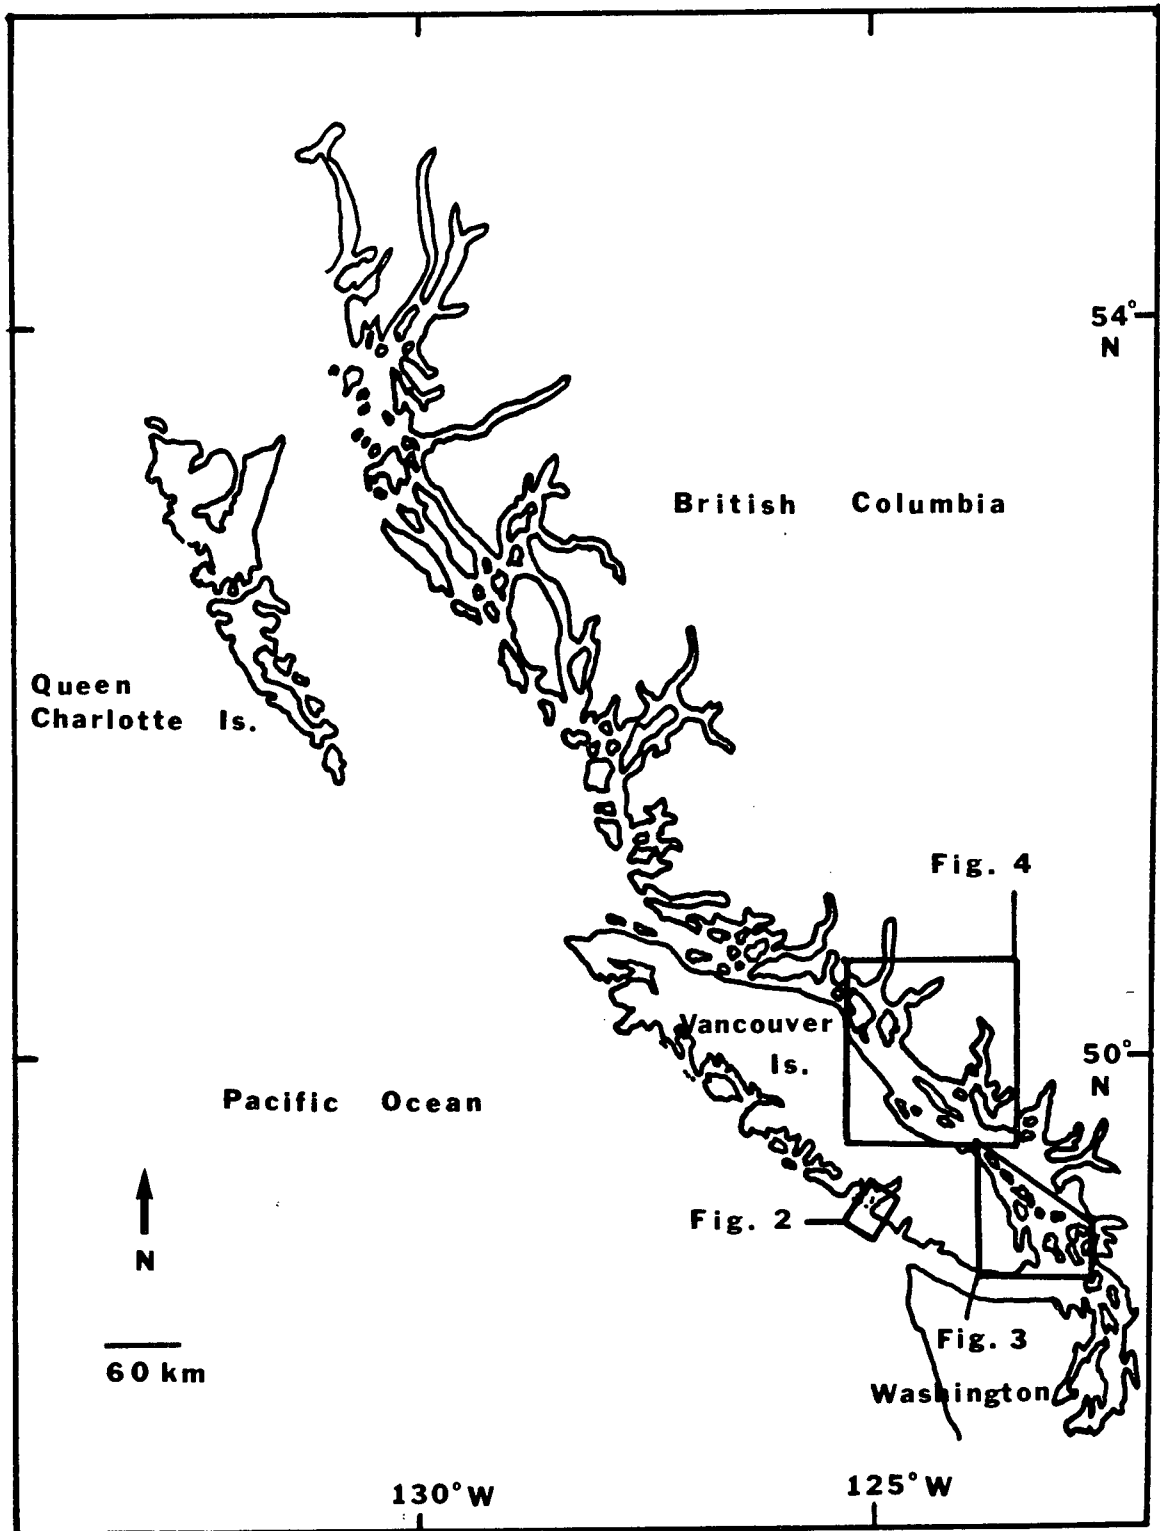 54°
N
British Columbia
Queen
Charlotte Is.
Fig. 4
Vancouver
Is.
50°
N
Pacific Ocean
Fig. 2
N
Fig. 3
60 km
Washington
130°W
125°W